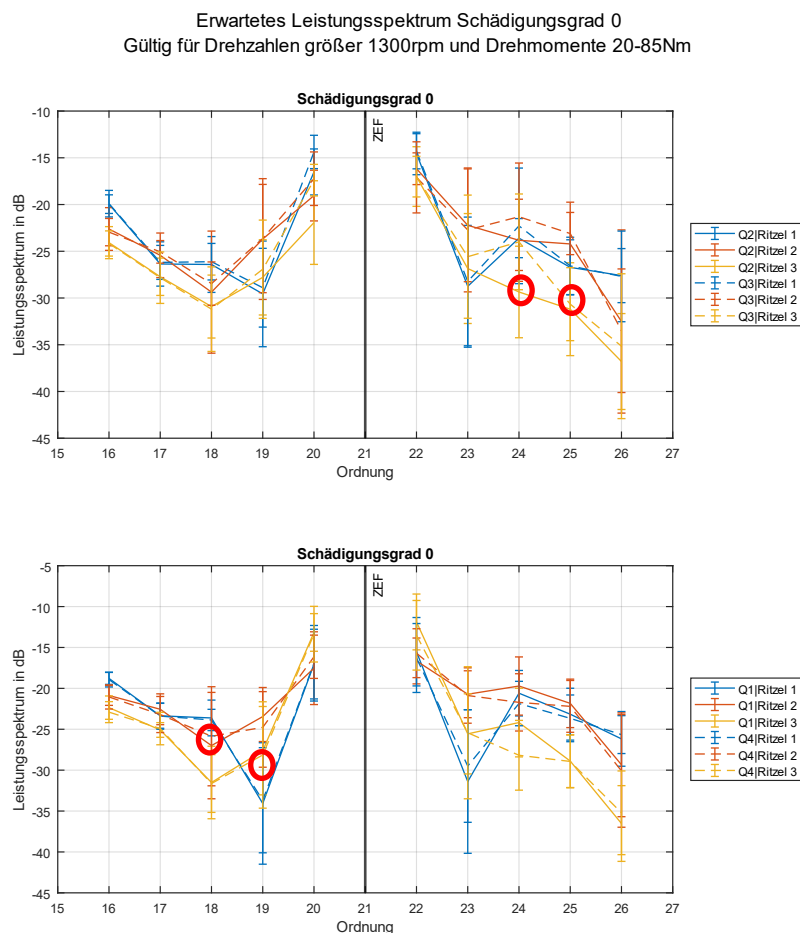 Erwartetes Leistungsspektrum Schädigungsgrad 0
Gültig für Drehzahlen größer 1300rpm und Drehmomente 20-85Nm
Schädigungsgrad 0
-10
-15
-20
-25
-30
-35
-40
-45
Leistungsspektrum in dB
ZEF
15 16 17 18 19 20 21 22 23 24 25 26 27
Ordnung
Q2|Ritzel 1
Q2|Ritzel 2
Q2|Ritzel 3
Q3|Ritzel 1
Q3|Ritzel 2
Q3|Ritzel 3
Schädigungsgrad 0
-5
-10
-15
-20
-25
-30
-35
-40
-45
Leistungsspektrum in dB
ZEF
15 16 17 18 19 20 21 22 23 24 25 26 27
Ordnung
Q1|Ritzel 1
Q1|Ritzel 2
Q1|Ritzel 3
Q4|Ritzel 1
Q4|Ritzel 2
Q4|Ritzel 3